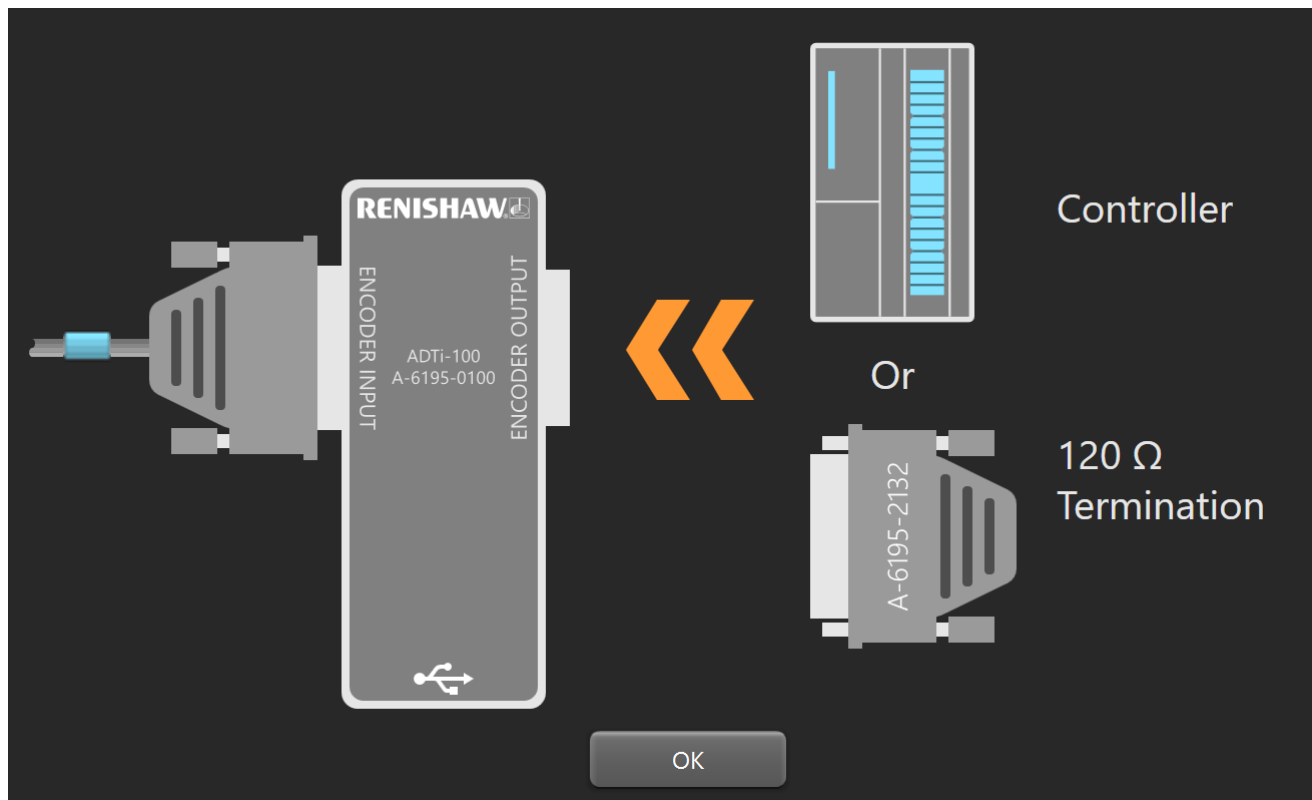 RENISHAW
ENCODER INPUT
ADTi-100
A-6195-0100
ENCODER OUTPUT
Controller
Or
120 Ω
Termination
A-6195-2132
OK